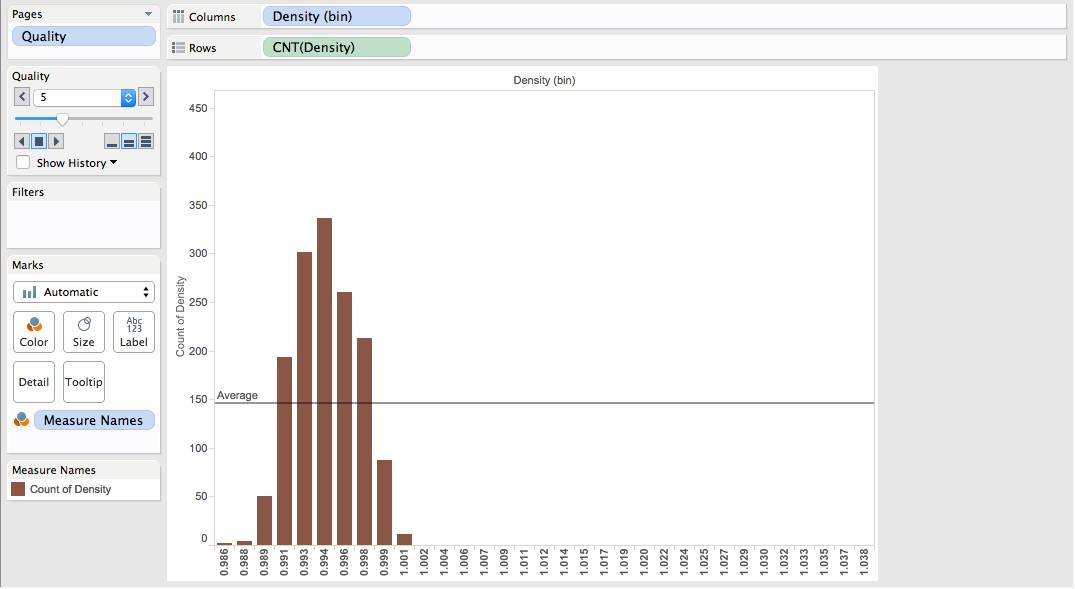 Pages
Quality
Columns
Density (bin)
Rows
CNT(Density)
Quality
5
Show History
Filters
Marks
Automatic
Color
Size
Abc
123
Label
Detail
Tooltip
Measure Names
Measure Names
Count of Density
Density (bin)
Count of Density
450
400
350
300
250
200
150
100
50
0
Average
0.986
0.988
0.989
0.991
0.993
0.994
0.996
0.998
0.999
1.001
1.002
1.004
1.006
1.007
1.009
1.011
1.012
1.014
1.015
1.017
1.019
1.020
1.022
1.024
1.025
1.027
1.029
1.030
1.032
1.033
1.035
1.037
1.038